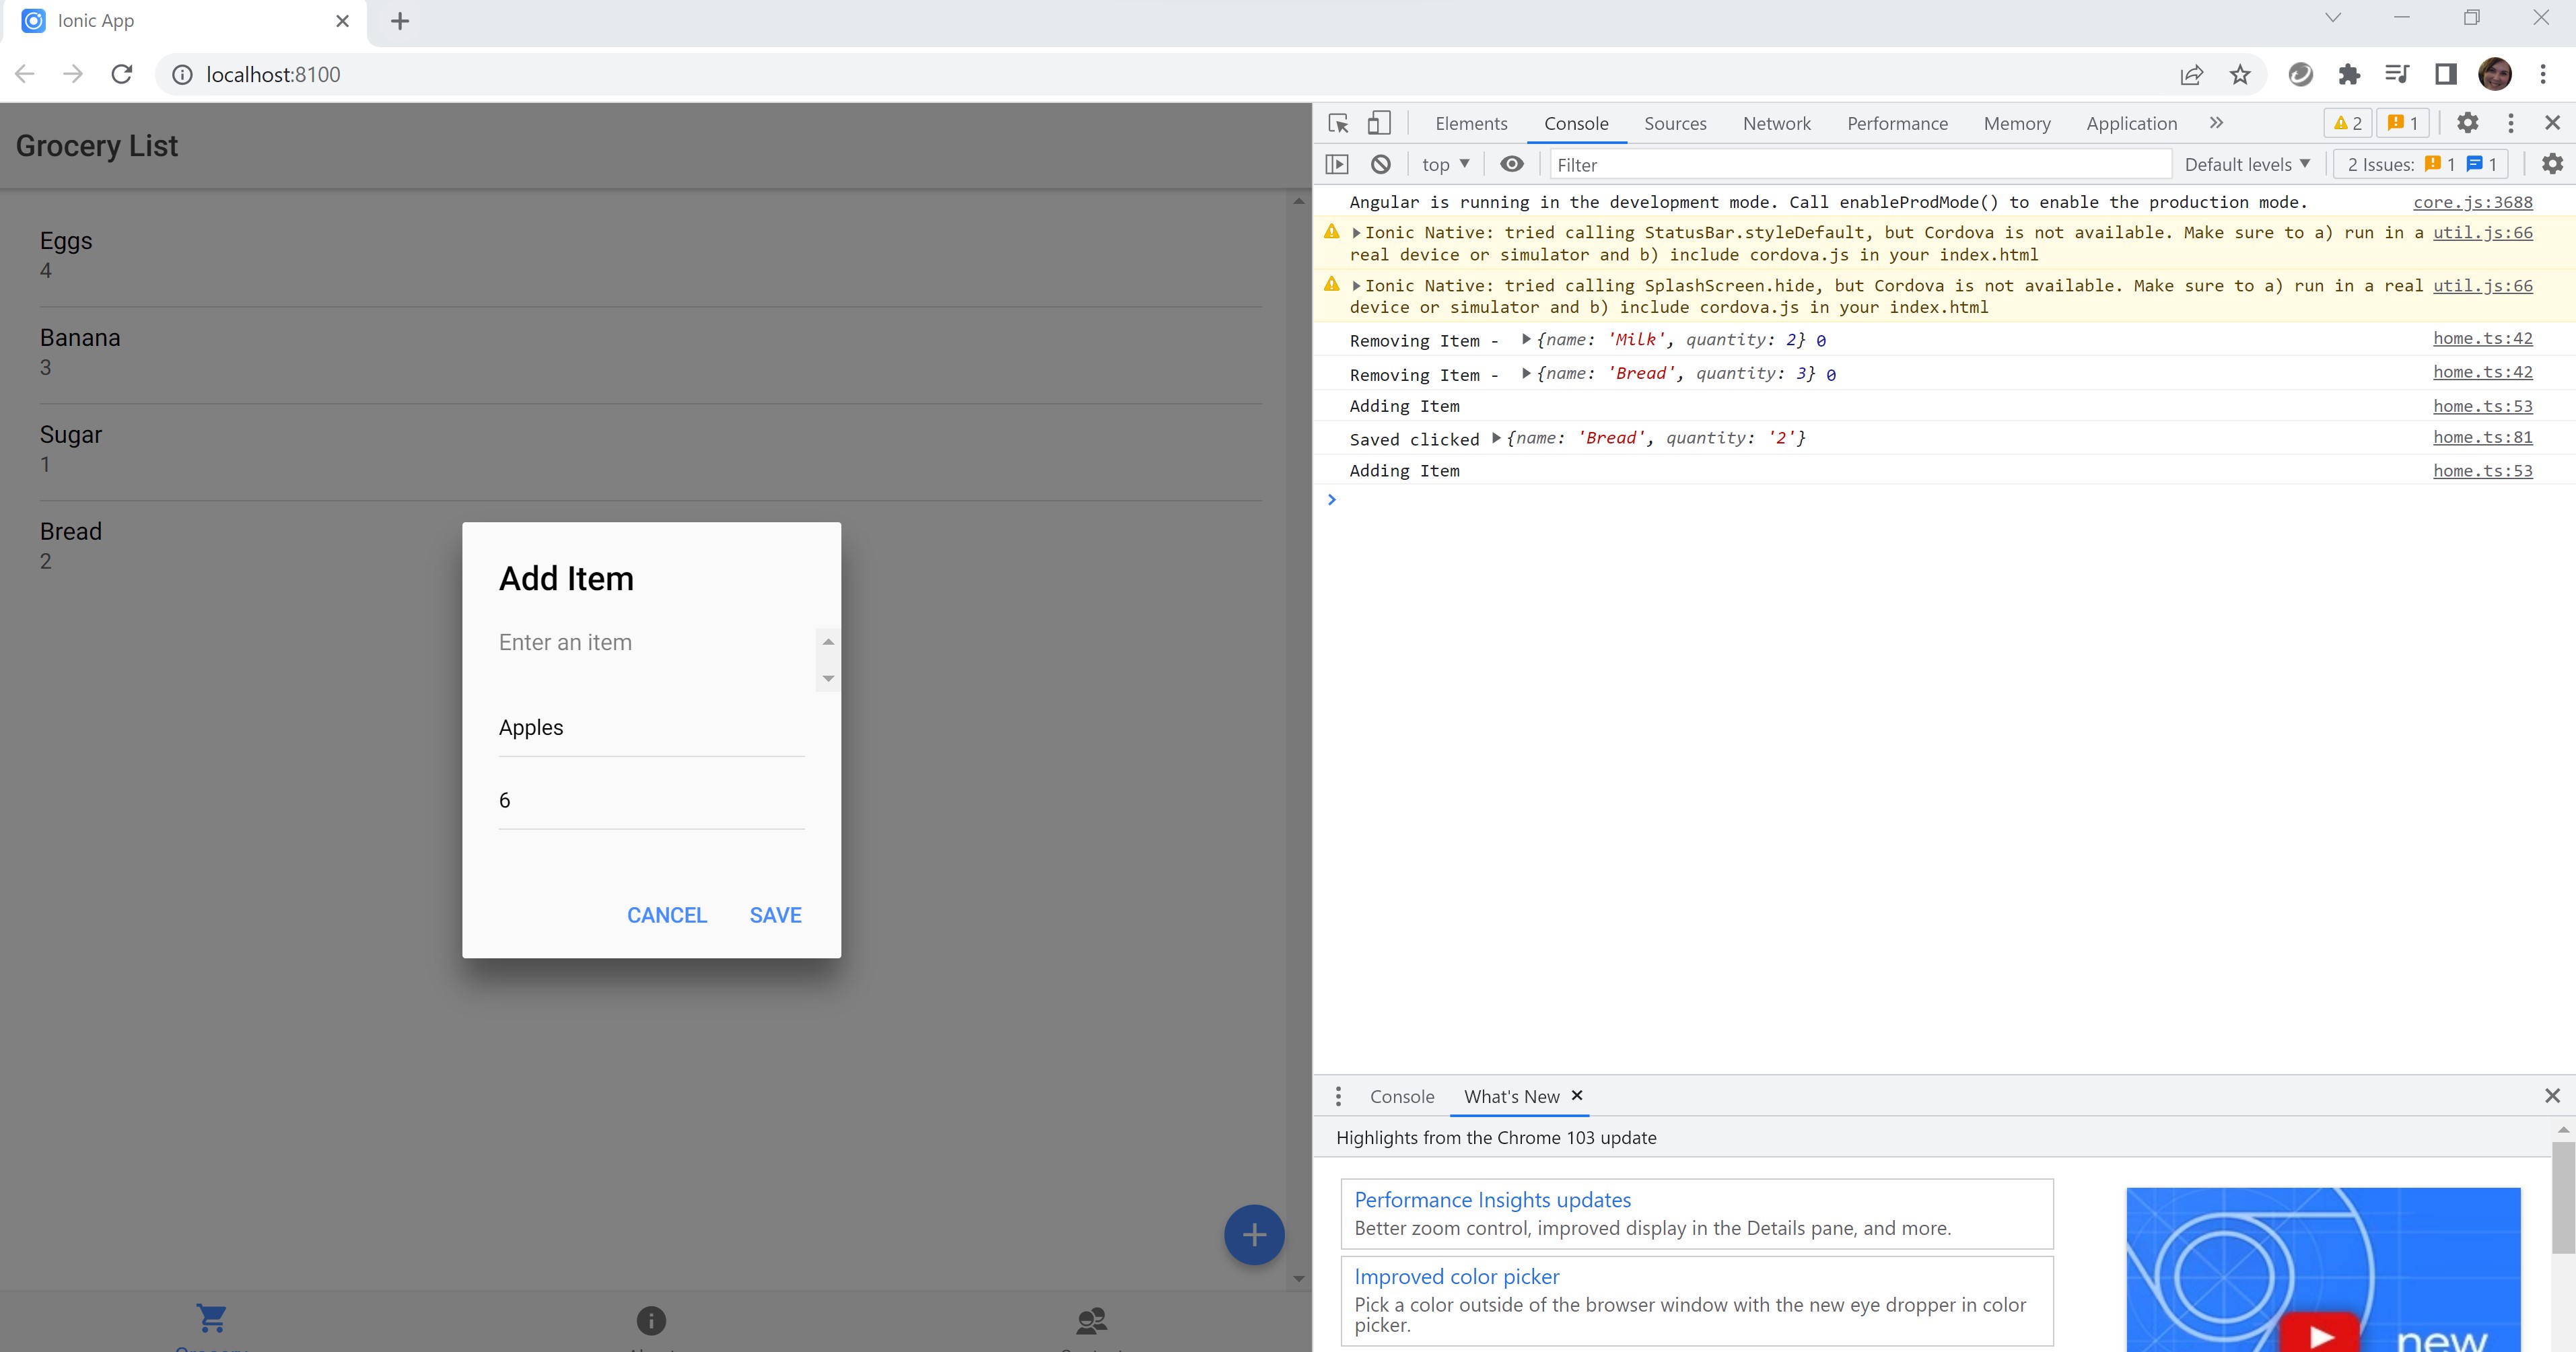 Ionic App
localhost:8100
Grocery List
Eggs
4
Banana
3
Sugar
1
Bread
2
Add Item
Enter an item
Apples
6
CANCEL SAVE
Elements Console Sources Network Performance Memory Application 2 1
top Filter Default levels 2 Issues: 1 1
Angular is running in the development mode. Call enableProdMode() to enable the production mode. core.js:3688
Ionic Native: tried calling StatusBar.styleDefault, but Cordova is not available. Make sure to a) run in a util.js:66
real device or simulator and b) include cordova.js in your index.html
Ionic Native: tried calling SplashScreen.hide, but Cordova is not available. Make sure to a) run in a real util.js:66
device or simulator and b) include cordova.js in your index.html
Removing Item - {name: 'Milk', quantity: 2} 0 home.ts:42
Removing Item - {name: 'Bread', quantity: 3} 0 home.ts:42
Adding Item home.ts:53
Saved clicked {name: 'Bread', quantity: '2'} home.ts:81
Adding Item home.ts:53
Console What's New
Highlights from the Chrome 103 update
Performance Insights updates
Better zoom control, improved display in the Details pane, and more.
Improved color picker
Pick a color outside of the browser window with the new eye dropper in color
picker.
new